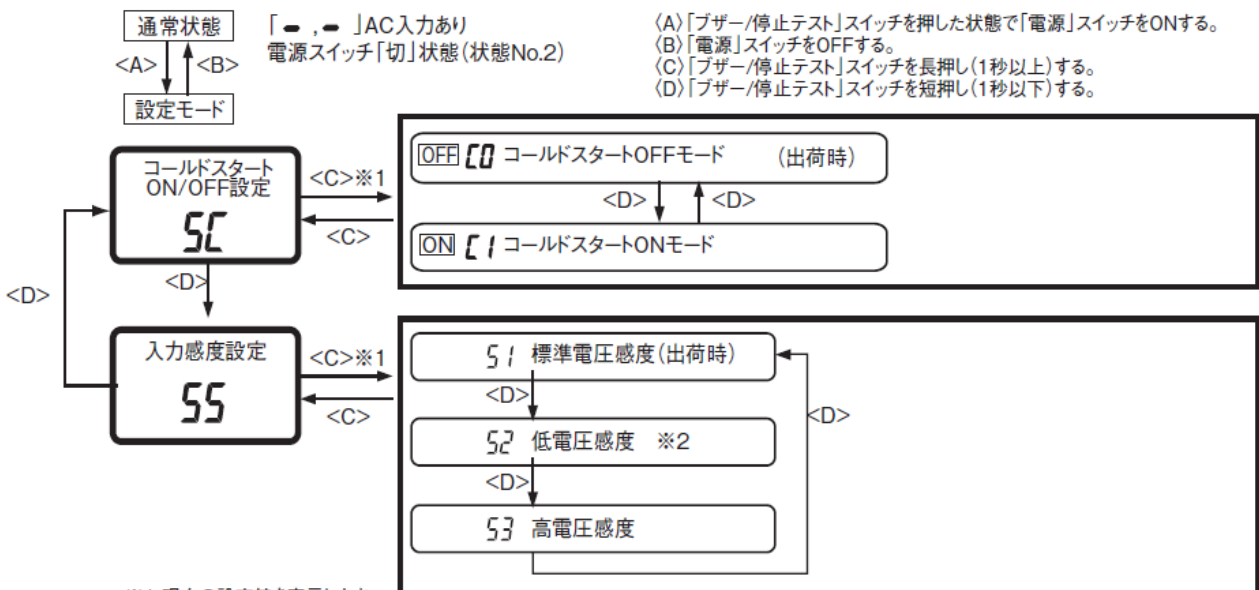 通常状態
「 ,  」AC入力あり
電源スイッチ「切」状態(状態No.2)
<A>
<B>
設定モード
〈A〉「ブザー/停止テスト」スイッチを押した状態で「電源」スイッチをONする。
〈B〉「電源」スイッチをOFFする。
〈C〉「ブザー/停止テスト」スイッチを長押し(1秒以上)する。
〈D〉「ブザー/停止テスト」スイッチを短押し(1秒以下)する。
コールドスタート
ON/OFF設定
SC
<C>※1
<C>
OFF C0 コールドスタートOFFモード (出荷時)
<D>
<D>
ON C1 コールドスタートONモード
<D>
<D>
入力感度設定
SS
<C>※1
<C>
S1 標準電圧感度(出荷時)
<D>
S2 低電圧感度 ※2
<D>
<D>
S3 高電圧感度